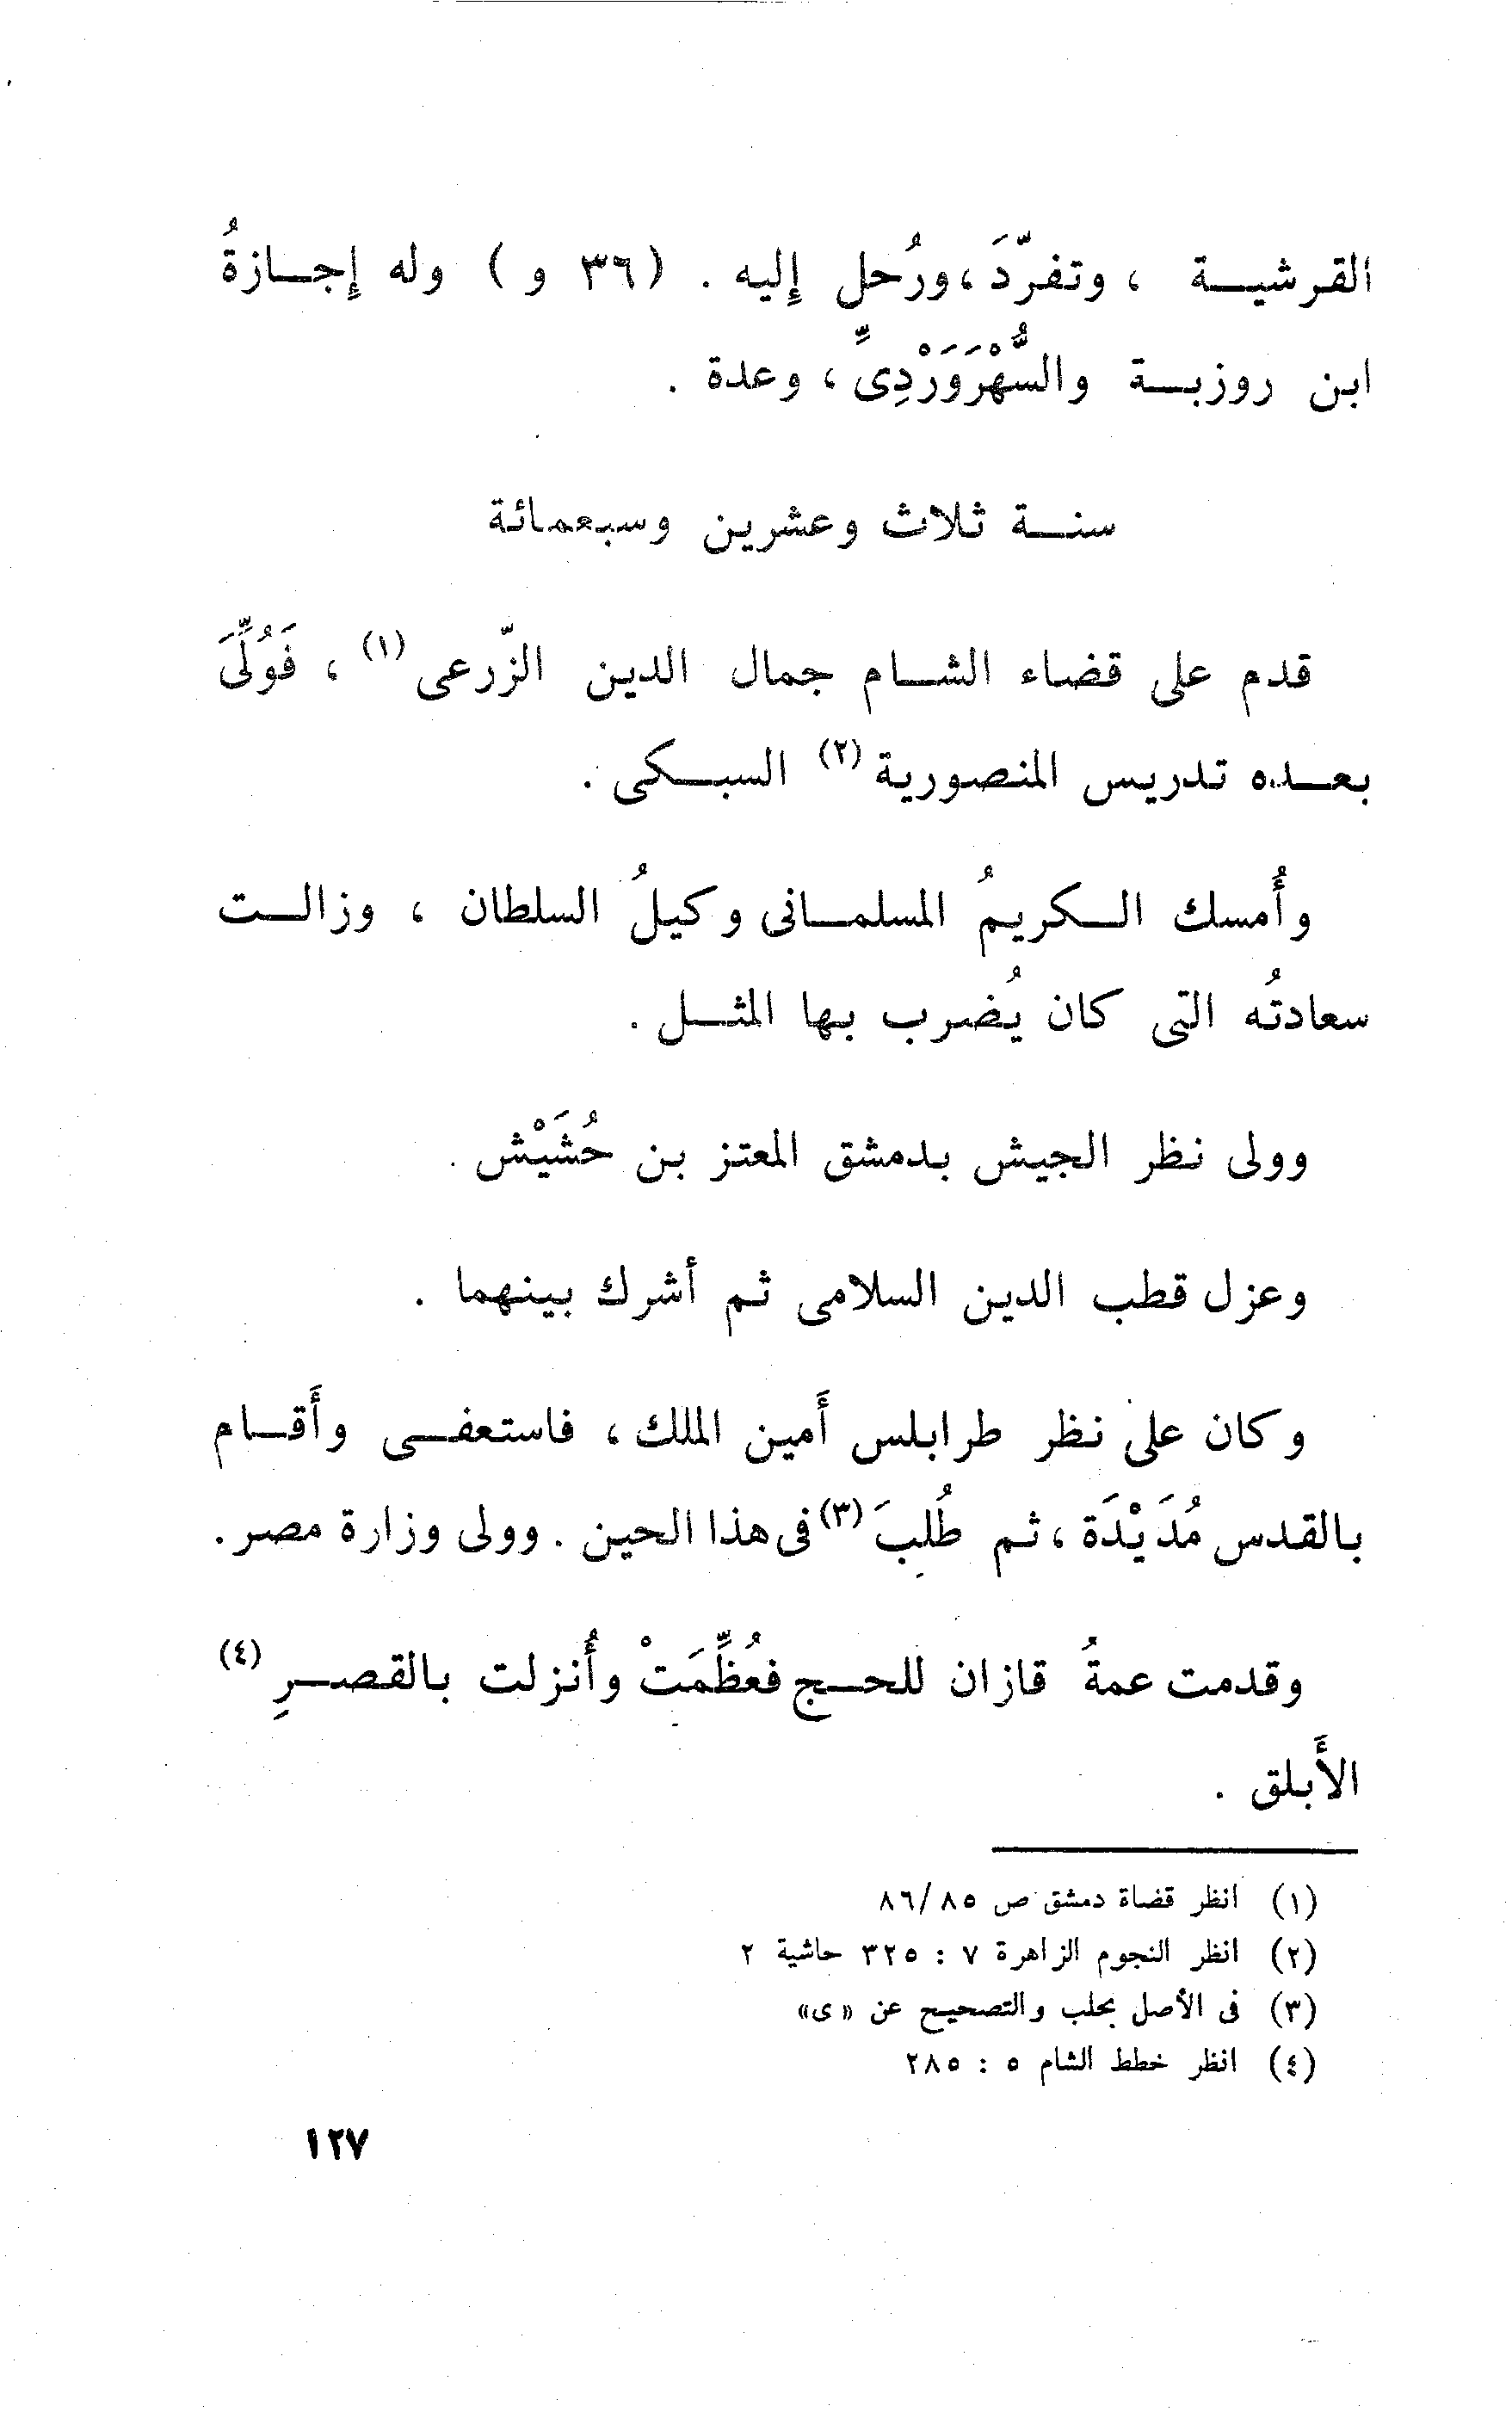 القرشية ، وتفرّدَ ، ورُحل إليه . (٣٦ و ) وله إجازةُ
ابن روزبة والسُّهْرَوَرْدِىِّ ، وعدة .
سنة ثلاث وعشرين وسبعمائة
قدم على قضاء الشام جمال الدين الزّرعى (١) ، فَوُلِّىَ
بعده تدريس المنصورية (٢) السبكى .
وأُمسك الكريمُ المسلمانى وكيلُ السلطان ، وزالت
سعادتُه التى كان يُضرب بها المثل .
وولى نظر الجيش بدمشق المعتز بن حُشَيْش .
وعزل قطب الدين السلامى ثم أشرك بينهما .
وكان على نظر طرابلس أَمين الملك ، فاستعفى وأَقام
بالقدس مُدَيْدَة ، ثم طُلِبَ (٣) فى هذا الحين . وولى وزارة مصر .
وقدمت عمةُ قازان للحج فعُظِّمَتْ وأُنزلت بالقصرِ (٤)
الأَبلق .
(١) انظر قضاة دمشق ص ٨٦/٨٥
(٢) انظر النجوم الزاهرة ٧ : ٣٢٥ حاشية ٢
(٣) فى الأصل بحلب والتصحيح عن «ى»
(٤) انظر خطط الشام ٥ : ٢٨٥
١٢٧